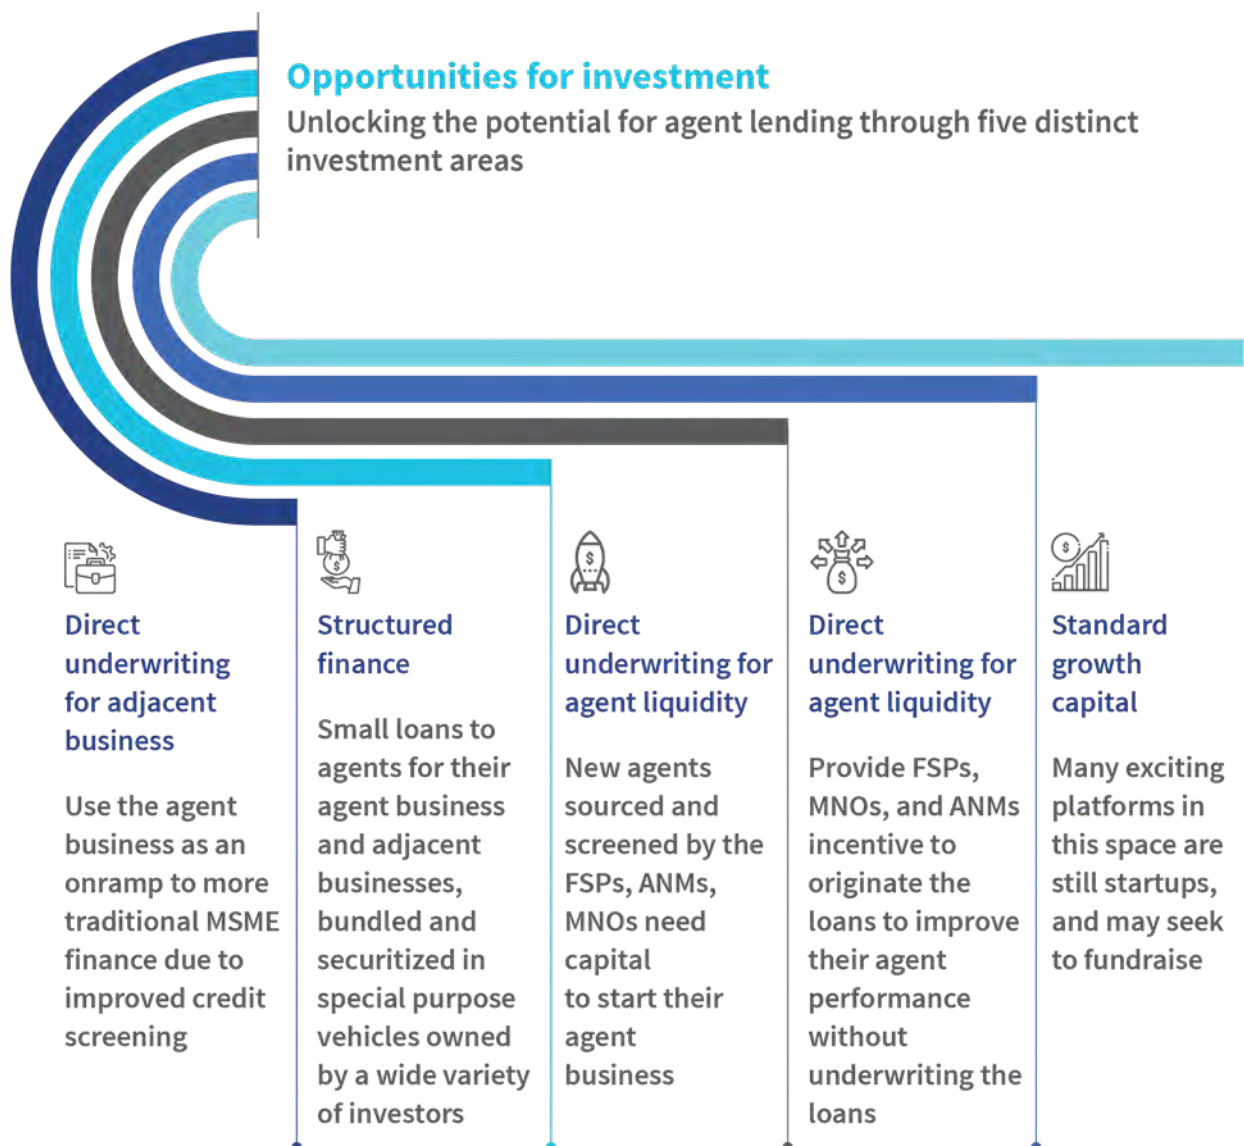 Opportunities for investment
Unlocking the potential for agent lending through five distinct
investment areas
Direct
underwriting
for adjacent
business
Use the agent
business as an
onramp to more
traditional MSME
finance due to
improved credit
screening
Structured
finance
Small loans to
agents for their
agent business
and adjacent
businesses,
bundled and
securitized in
special purpose
vehicles owned
by a wide variety
of investors
Direct
underwriting for
agent liquidity
New agents
sourced and
screened by the
FSPs, ANMs,
MNOs need
capital
to start their
agent
business
Direct
underwriting for
agent liquidity
Provide FSPs,
MNOs, and ANMs
incentive to
originate the
loans to improve
their agent
performance
without
underwriting the
loans
Standard
growth
capital
Many exciting
platforms in
this space are
still startups,
and may seek
to fundraise